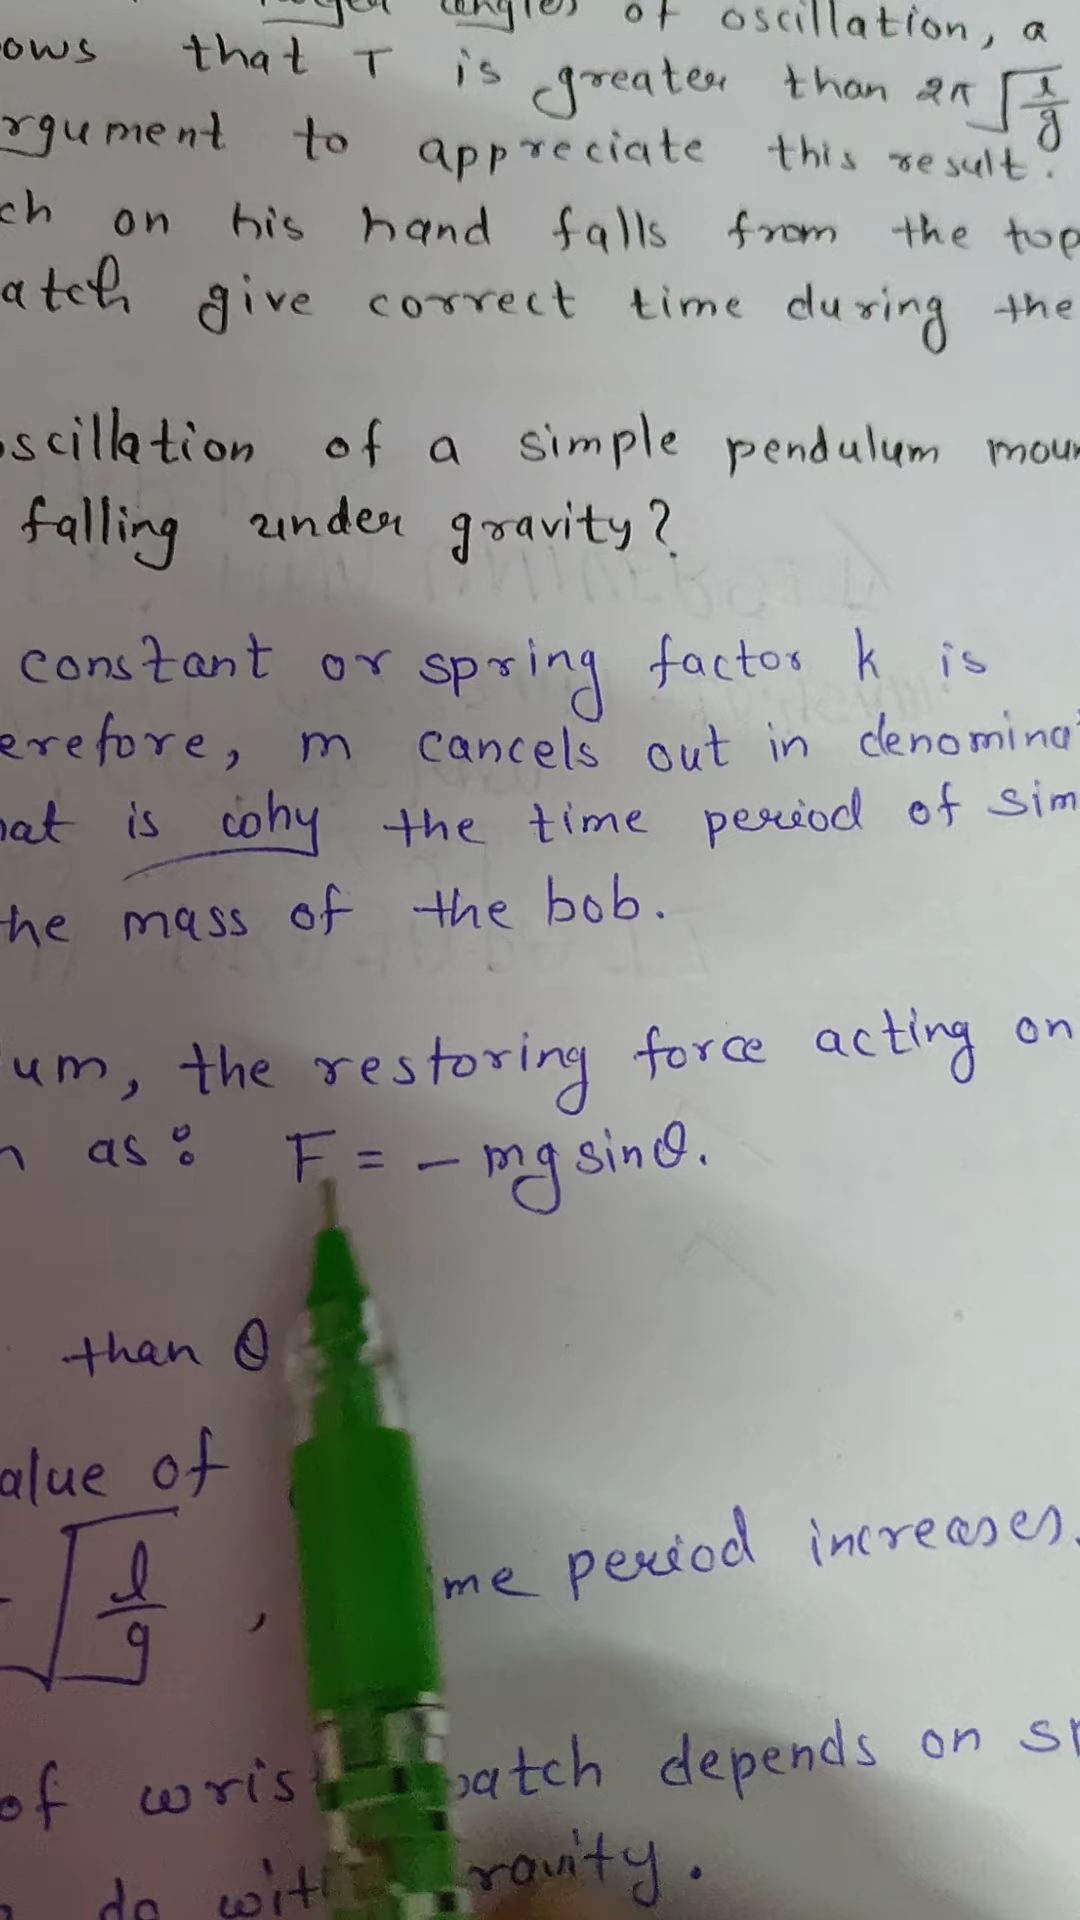 of oscillation, a
ows that T is greater than 2π √l/g
rgument to appreciate this result.
ch on his hand falls from the top
atch give correct time during the
scillation of a simple pendulum moun
falling under gravity?
constant or spring factor k is
erefore, m cancels out in denomina
hat is why the time period of sim
the mass of the bob.
um, the restoring force acting on
n as: F = - mg sinθ.
than θ
alue of
√l/g , me period increases.
of wris watch depends on sp
do wit ravity.